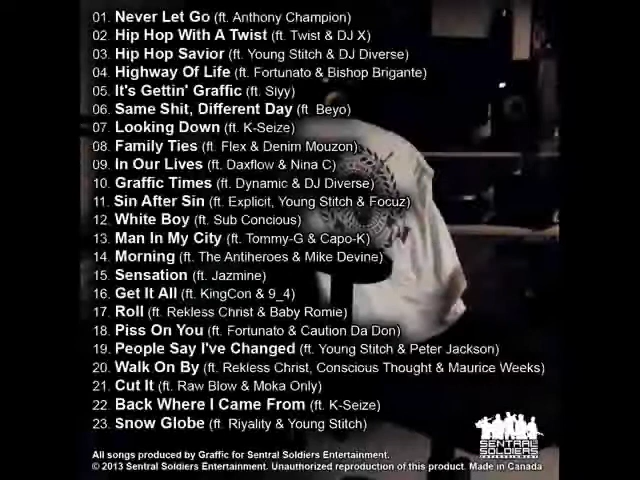 01. Never Let Go (ft. Anthony Champion)
02. Hip Hop With A Twist (ft. Twist & DJ X)
03. Hip Hop Savior (ft. Young Stitch & DJ Diverse)
04. Highway Of Life (ft. Fortunato & Bishop Brigante)
05. It's Gettin' Graffic (ft. Slyy)
06. Same Shit, Different Day (ft. Beyo)
07. Looking Down (ft. K-Seize)
08. Family Ties (ft. Flex & Denim Mouzon)
09. In Our Lives (ft. Daxflow & Nina C)
10. Graffic Times (ft. Dynamic & DJ Diverse)
11. Sin After Sin (ft. Explicit, Young Stitch & Focuz)
12. White Boy (ft. Sub Concious)
13. Man In My City (ft. Tommy-G & Capo-K)
14. Morning (ft. The Antiheroes & Mike Devine)
15. Sensation (ft. Jazmine)
16. Get It All (ft. KingCon & 9_4)
17. Roll (ft. Rekless Christ & Baby Romie)
18. Piss On You (ft. Fortunato & Caution Da Don)
19. People Say I've Changed (ft. Young Stitch & Peter Jackson)
20. Walk On By (ft. Rekless Christ, Conscious Thought & Maurice Weeks)
21. Cut It (ft. Raw Blow & Moka Only)
22. Back Where I Came From (ft. K-Seize)
23. Snow Globe (ft. Riyality & Young Stitch)
SENTRAL
SOLDIERS
ENTERTAINMENT
All songs produced by Graffic for Sentral Soldiers Entertainment.
© 2013 Sentral Soldiers Entertainment. Unauthorized reproduction of this product. Made in Canada